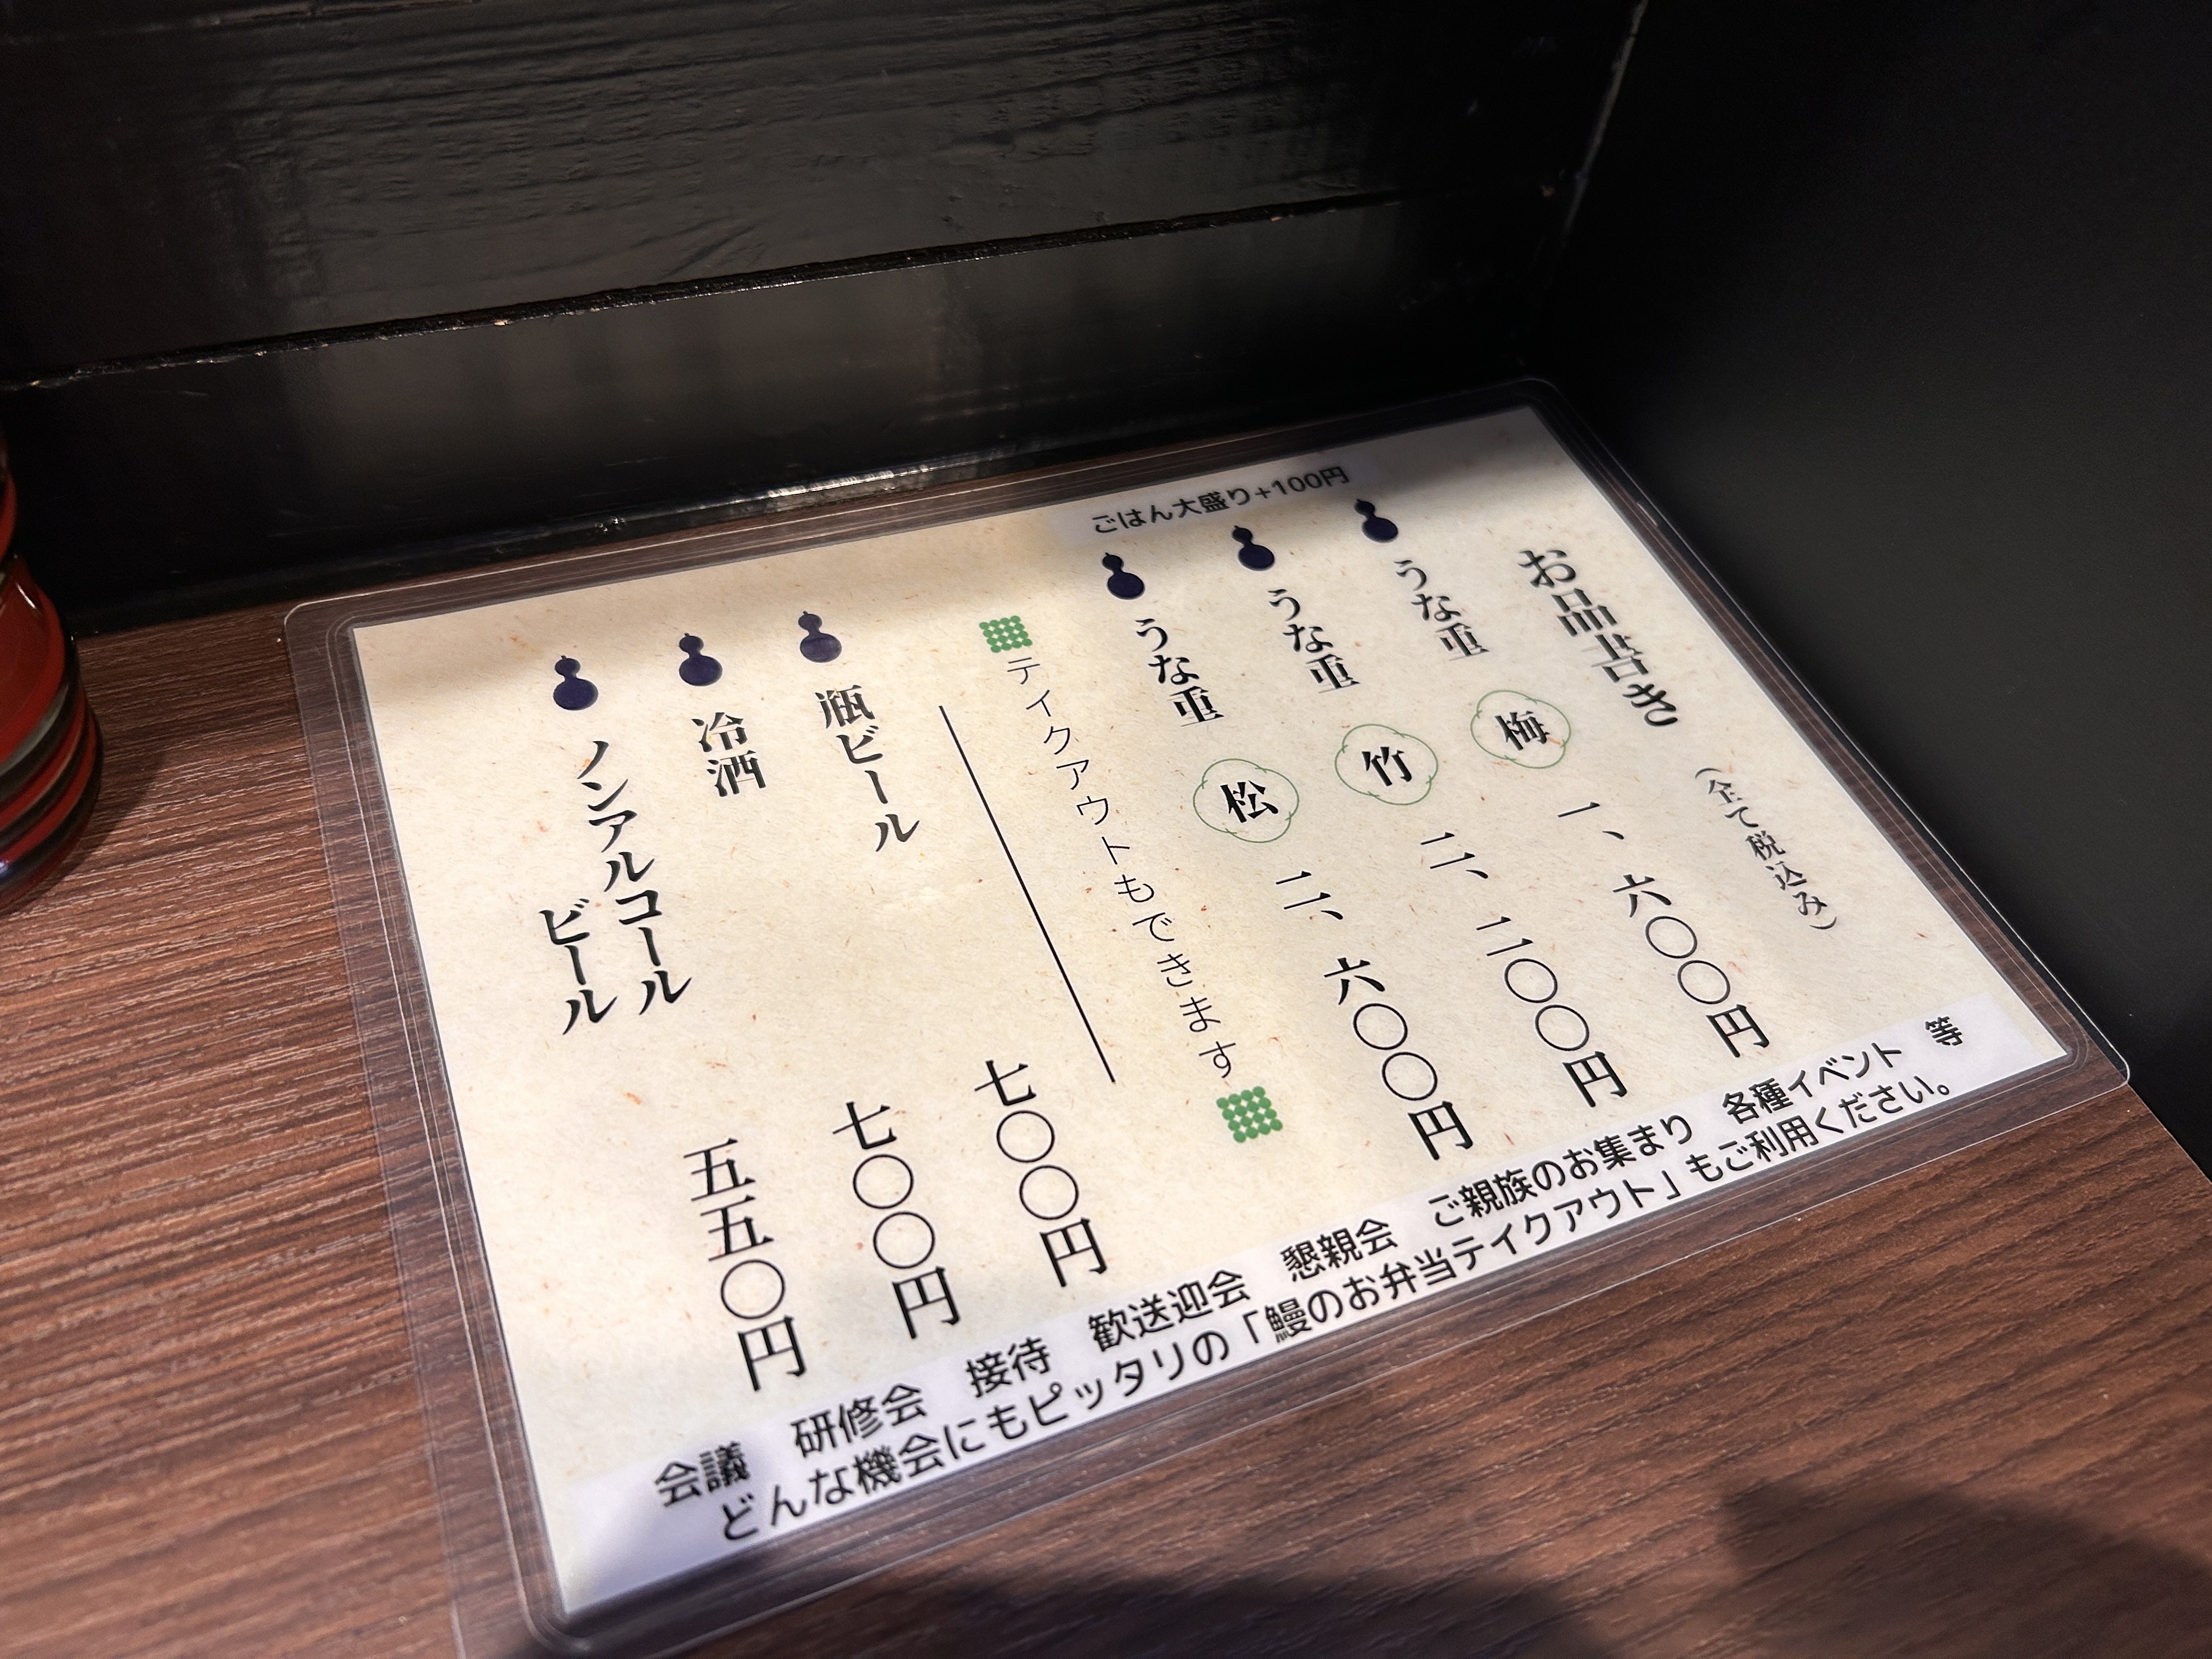 お品書き （全て税込み）
ごはん大盛り+100円
うな重 梅 一、六〇〇円
うな重 竹 二、二〇〇円
うな重 松 二、六〇〇円
テイクアウトもできます
瓶ビール 七〇〇円
冷酒 七〇〇円
ノンアルコール
ビール 五五〇円
会議　研修会　接待　歓送迎会　懇親会　ご親族のお集まり　各種イベント　等
どんな機会にもピッタリの「鰻のお弁当テイクアウト」もご利用ください。